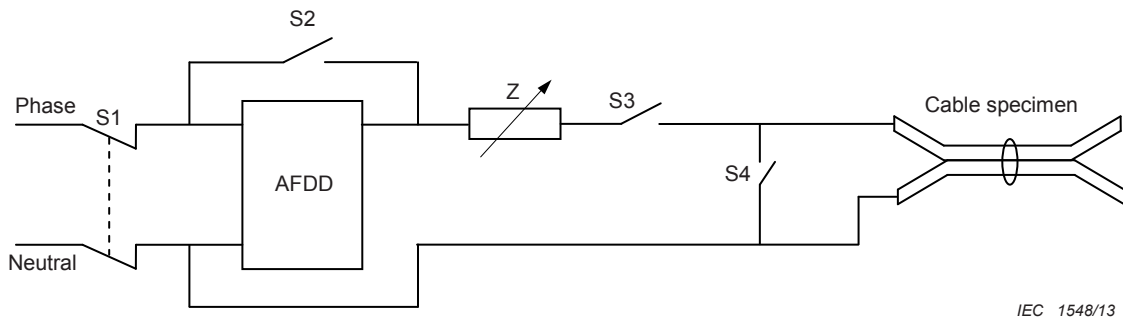 S2
Phase
S1
Z
S3
Cable specimen
AFDD
S4
Neutral
IEC 1548/13